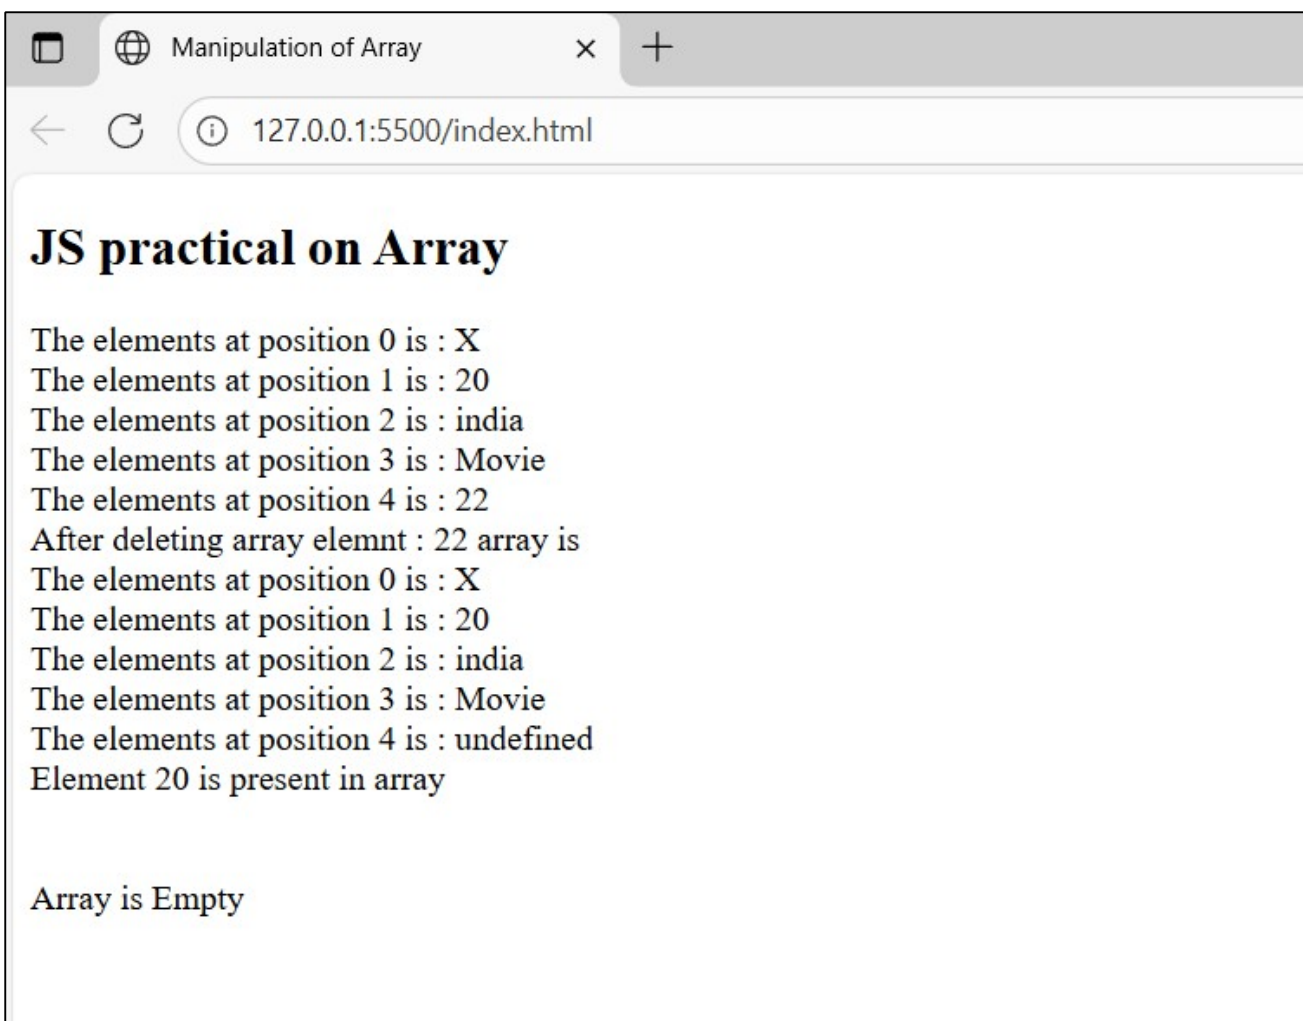 Manipulation of Array
127.0.0.1:5500/index.html
JS practical on Array
The elements at position 0 is : X
The elements at position 1 is : 20
The elements at position 2 is : india
The elements at position 3 is : Movie
The elements at position 4 is : 22
After deleting array elemnt : 22 array is
The elements at position 0 is : X
The elements at position 1 is : 20
The elements at position 2 is : india
The elements at position 3 is : Movie
The elements at position 4 is : undefined
Element 20 is present in array
Array is Empty